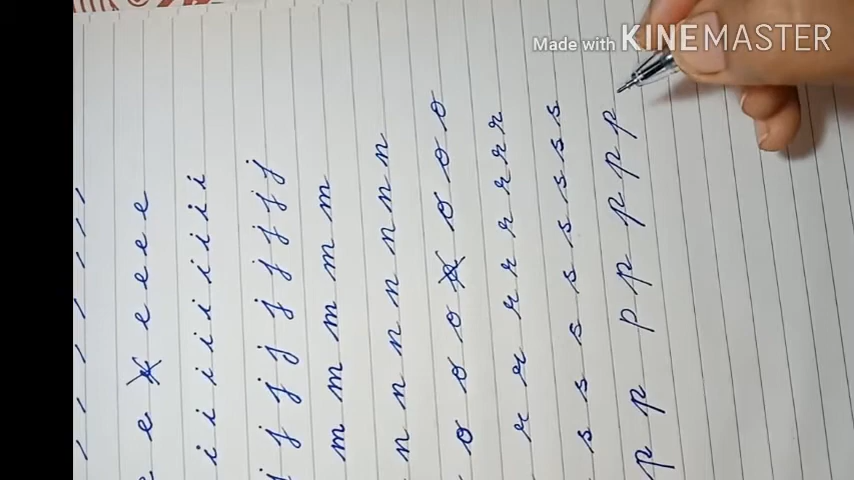 Made with KINEMASTER
e e e e e e
i i i i i i i i i
j j j j j j j j j
m m m m m
n n n n n n n
o o o o o o
r r r r r r r r
s s s s s s s s s
p p p p p p p